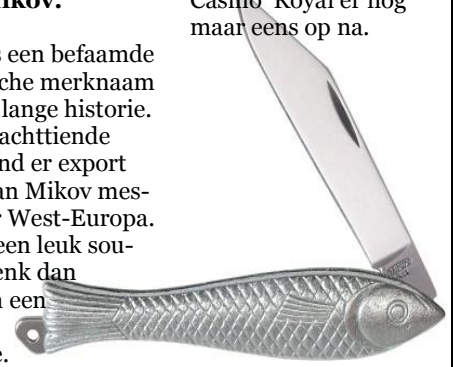 s een befaamde
che merknaam
lange historie.
achttiende
nd er export
an Mikov mes-
r West-Europa.
een leuk sou-
enk dan
n een
e.
Casino Royal er nog
maar eens op na.